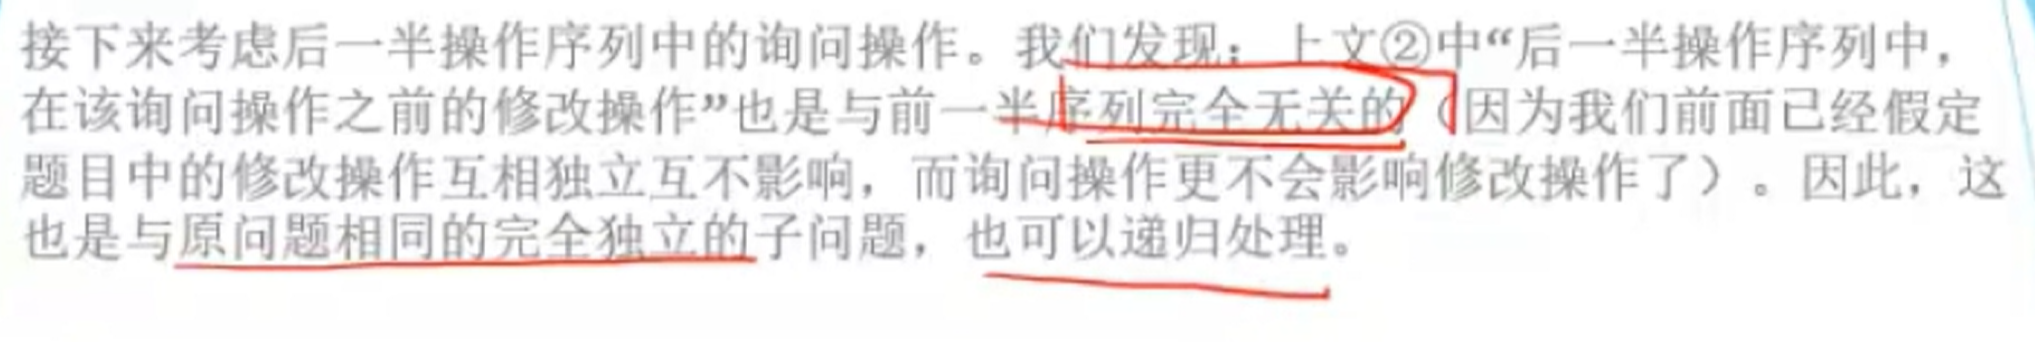 接下来考虑后一半操作序列中的询问操作。我们发现：上文②中“后一半操作序列中，
在该询问操作之前的修改操作”也是与前一半序列完全无关的（因为我们前面已经假定
题目中的修改操作互相独立互不影响，而询问操作更不会影响修改操作了）。因此，这
也是与原问题相同的完全独立的子问题，也可以递归处理。